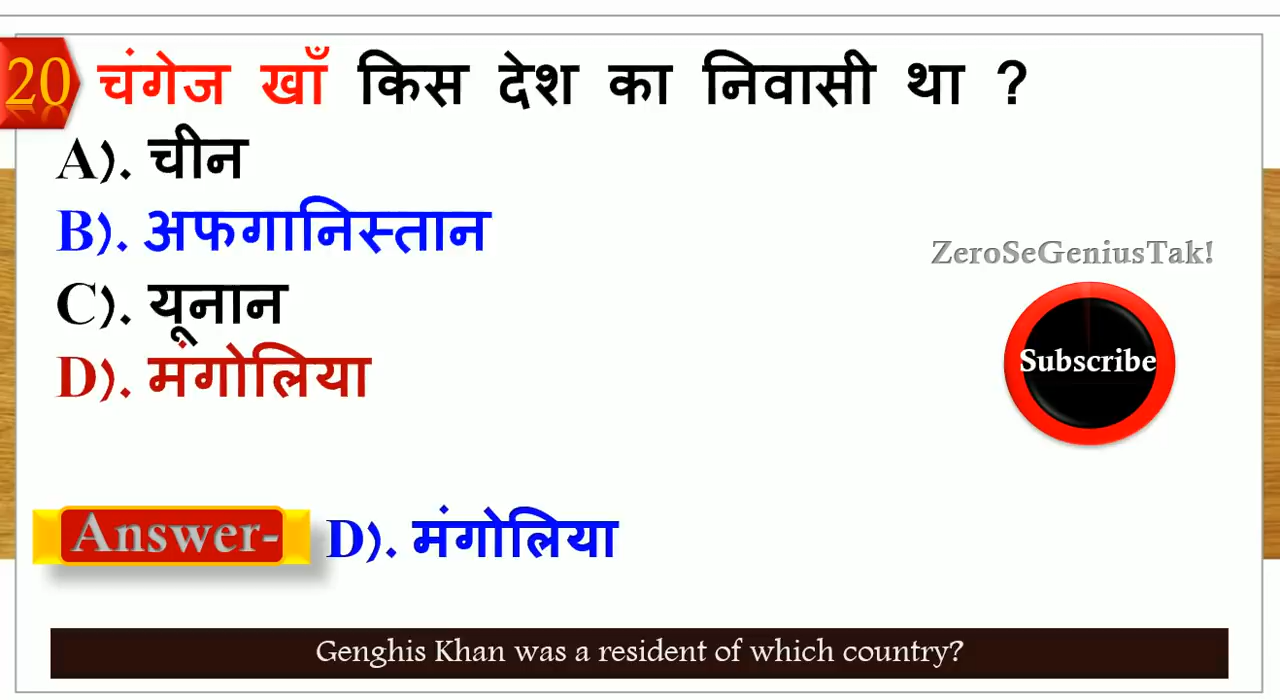 20 चंगेज खाँ किस देश का निवासी था ?
A). चीन
B). अफगानिस्तान
C). यूनान
D). मंगोलिया
ZeroSeGeniusTak!
Subscribe
Answer- D). मंगोलिया
Genghis Khan was a resident of which country?